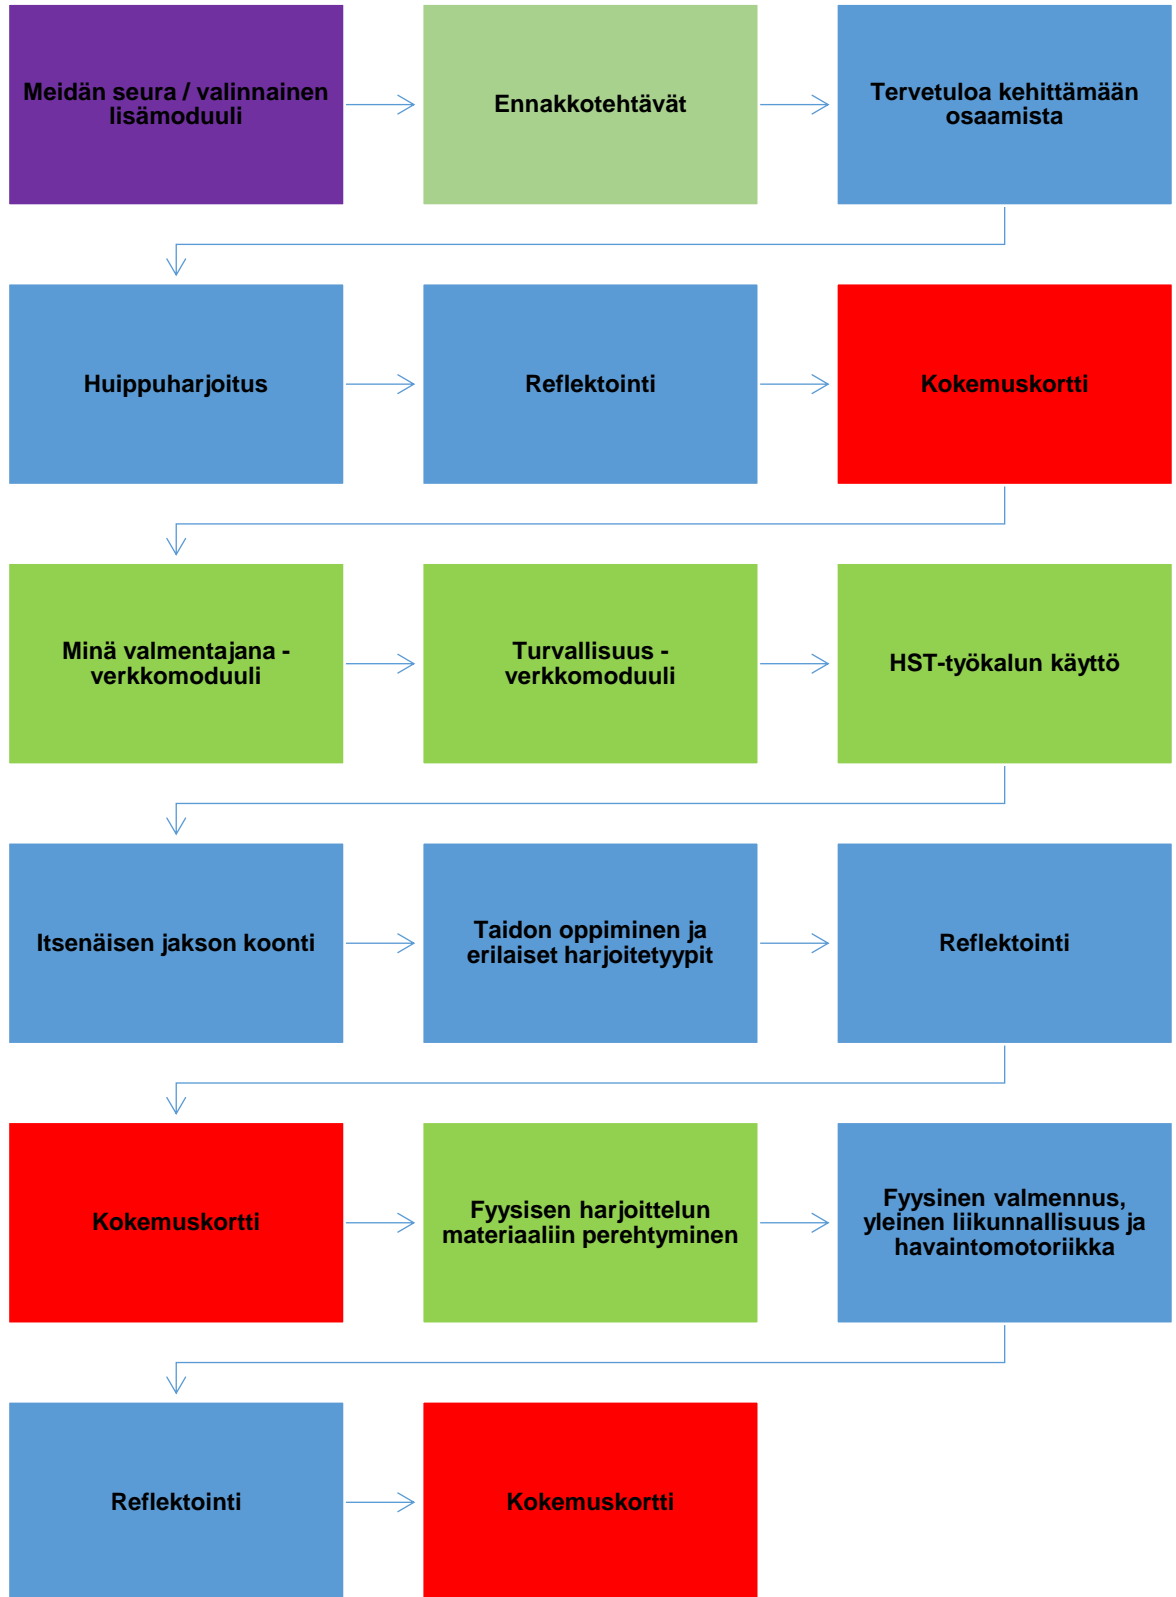 Meidän seura / valinnainen
lisämoduuli
Ennakkotehtävät
Tervetuloa kehittämään
osaamista
Huippuharjoitus
Reflektointi
Kokemuskortti
Minä valmentajana -
verkkomoduuli
Turvallisuus -
verkkomoduuli
HST-työkalun käyttö
Itsenäisen jakson koonti
Taidon oppiminen ja
erilaiset harjoitetyypit
Reflektointi
Kokemuskortti
Fyysisen harjoittelun
materiaaliin perehtyminen
Fyysinen valmennus,
yleinen liikunnallisuus ja
havaintomotoriikka
Reflektointi
Kokemuskortti